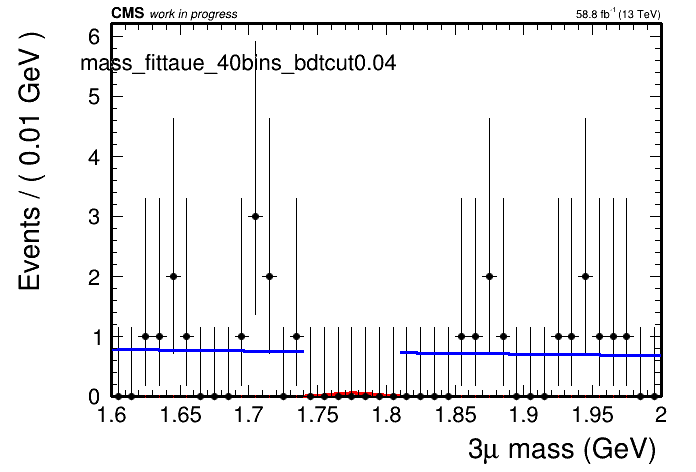 CMS work in progress
58.8 fb⁻¹ (13 TeV)
mass_fittaue_40bins_bdtcut0.04
Events / ( 0.01 GeV )
6
5
4
3
2
1
0
1.6 1.65 1.7 1.75 1.8 1.85 1.9 1.95 2
3μ mass (GeV)